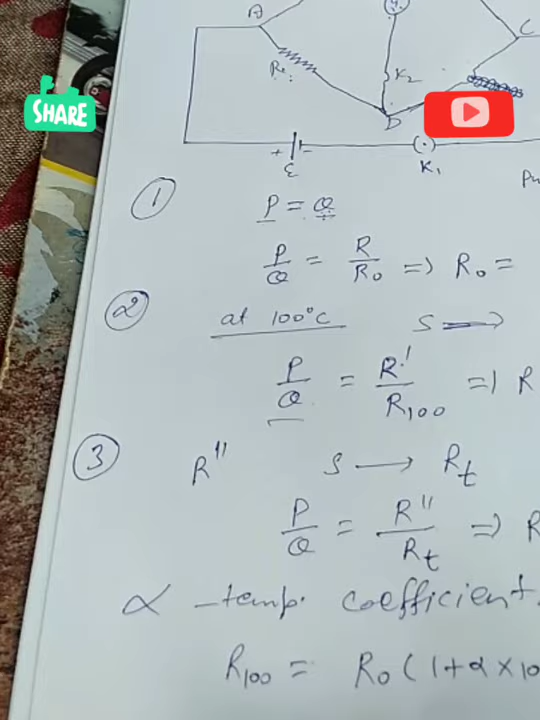 A
C
SHARE
K2
D
+ -
ε
K1
① P = Q
P/Q = R/R₀ => R₀ =
② at 100°C S →
P/Q = R'/R₁₀₀ => R
③ R" S → Rt
P/Q = R"/Rt => R
α - temp. coefficient.
R₁₀₀ = R₀ (1+α×10